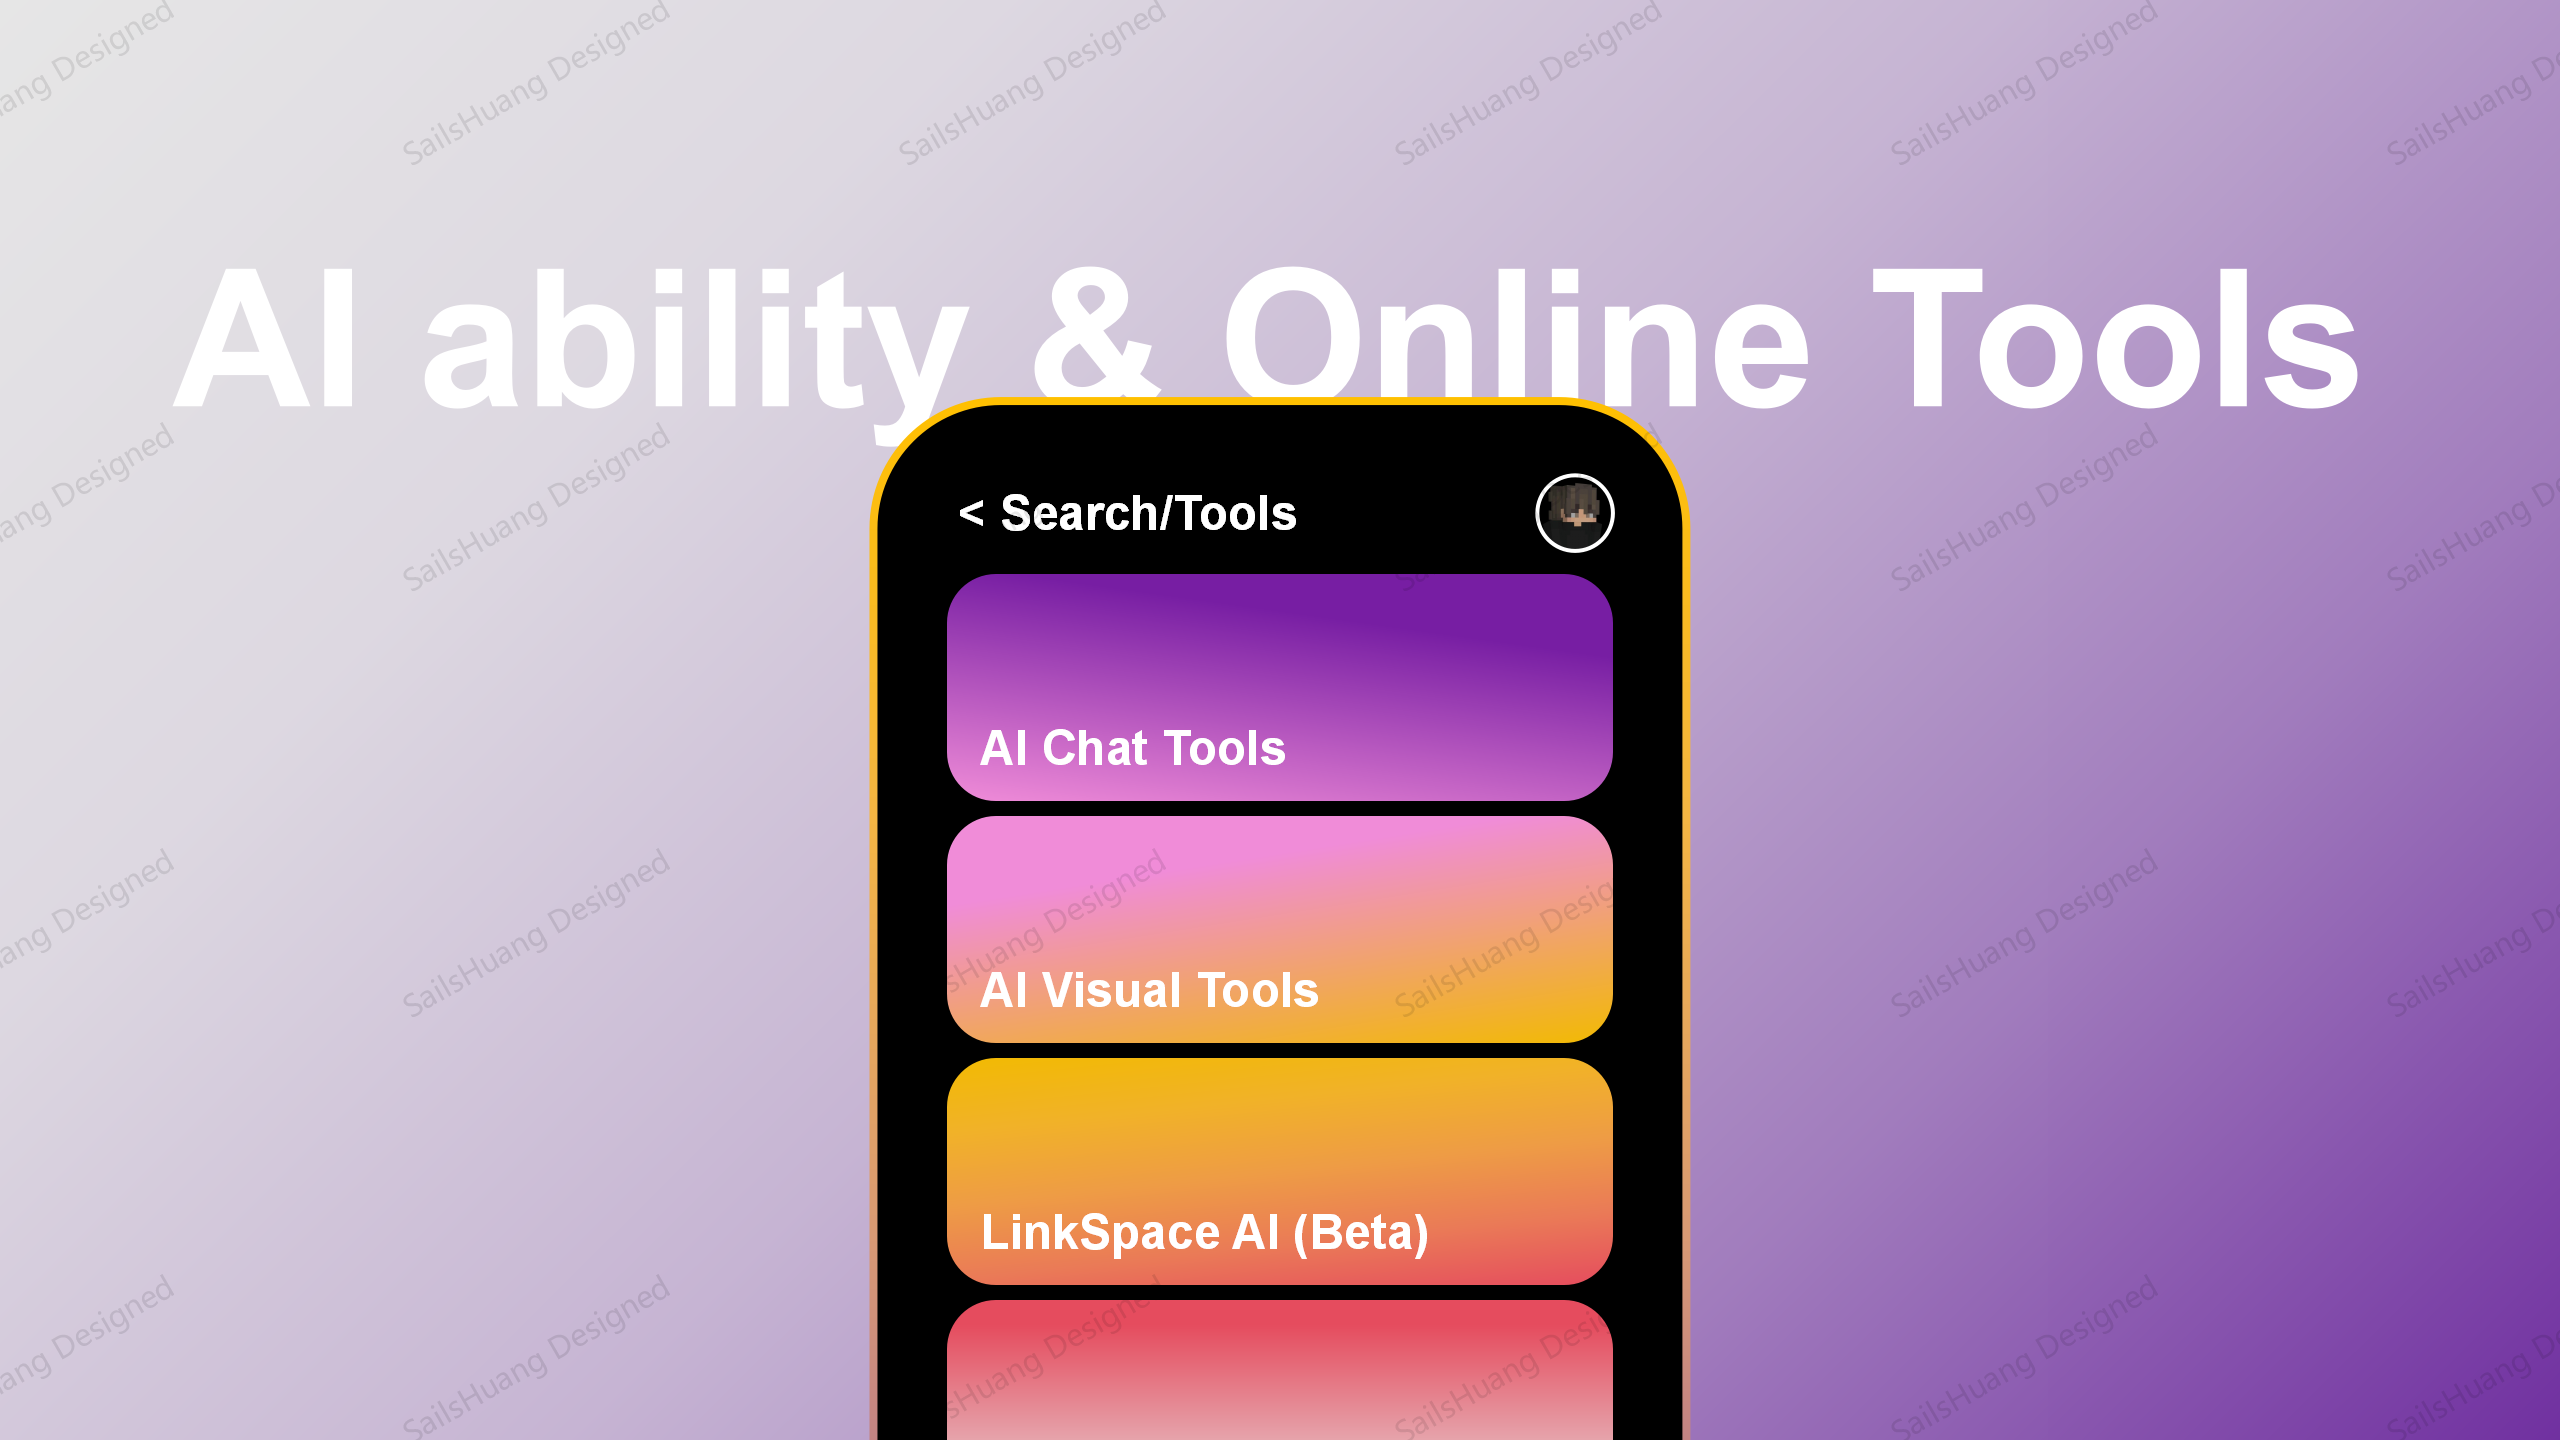 SailsHuang Designed
AI ability & Online Tools
< Search/Tools
AI Chat Tools
AI Visual Tools
LinkSpace AI (Beta)